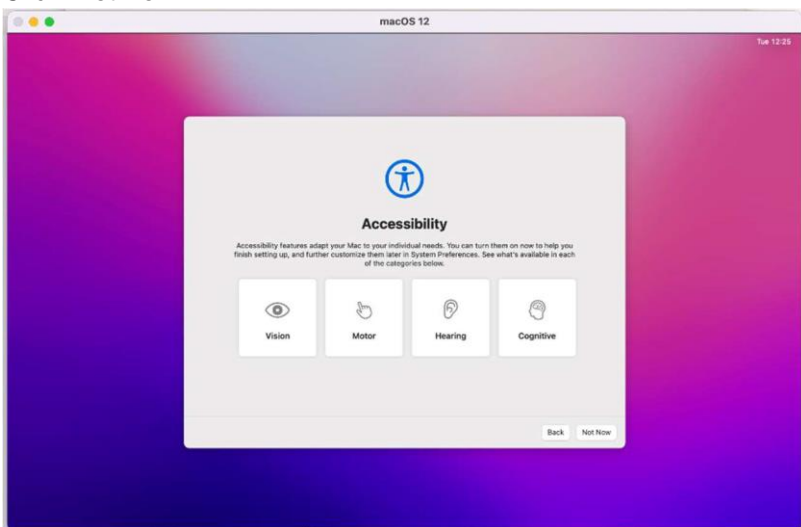 macOS 12
Tue 12:25
Accessibility
Accessibility features adapt your Mac to your individual needs. You can turn them on now to help you
finish setting up, and further customize them later in System Preferences. See what's available in each
of the categories below.
Vision Motor Hearing Cognitive
Back Not Now